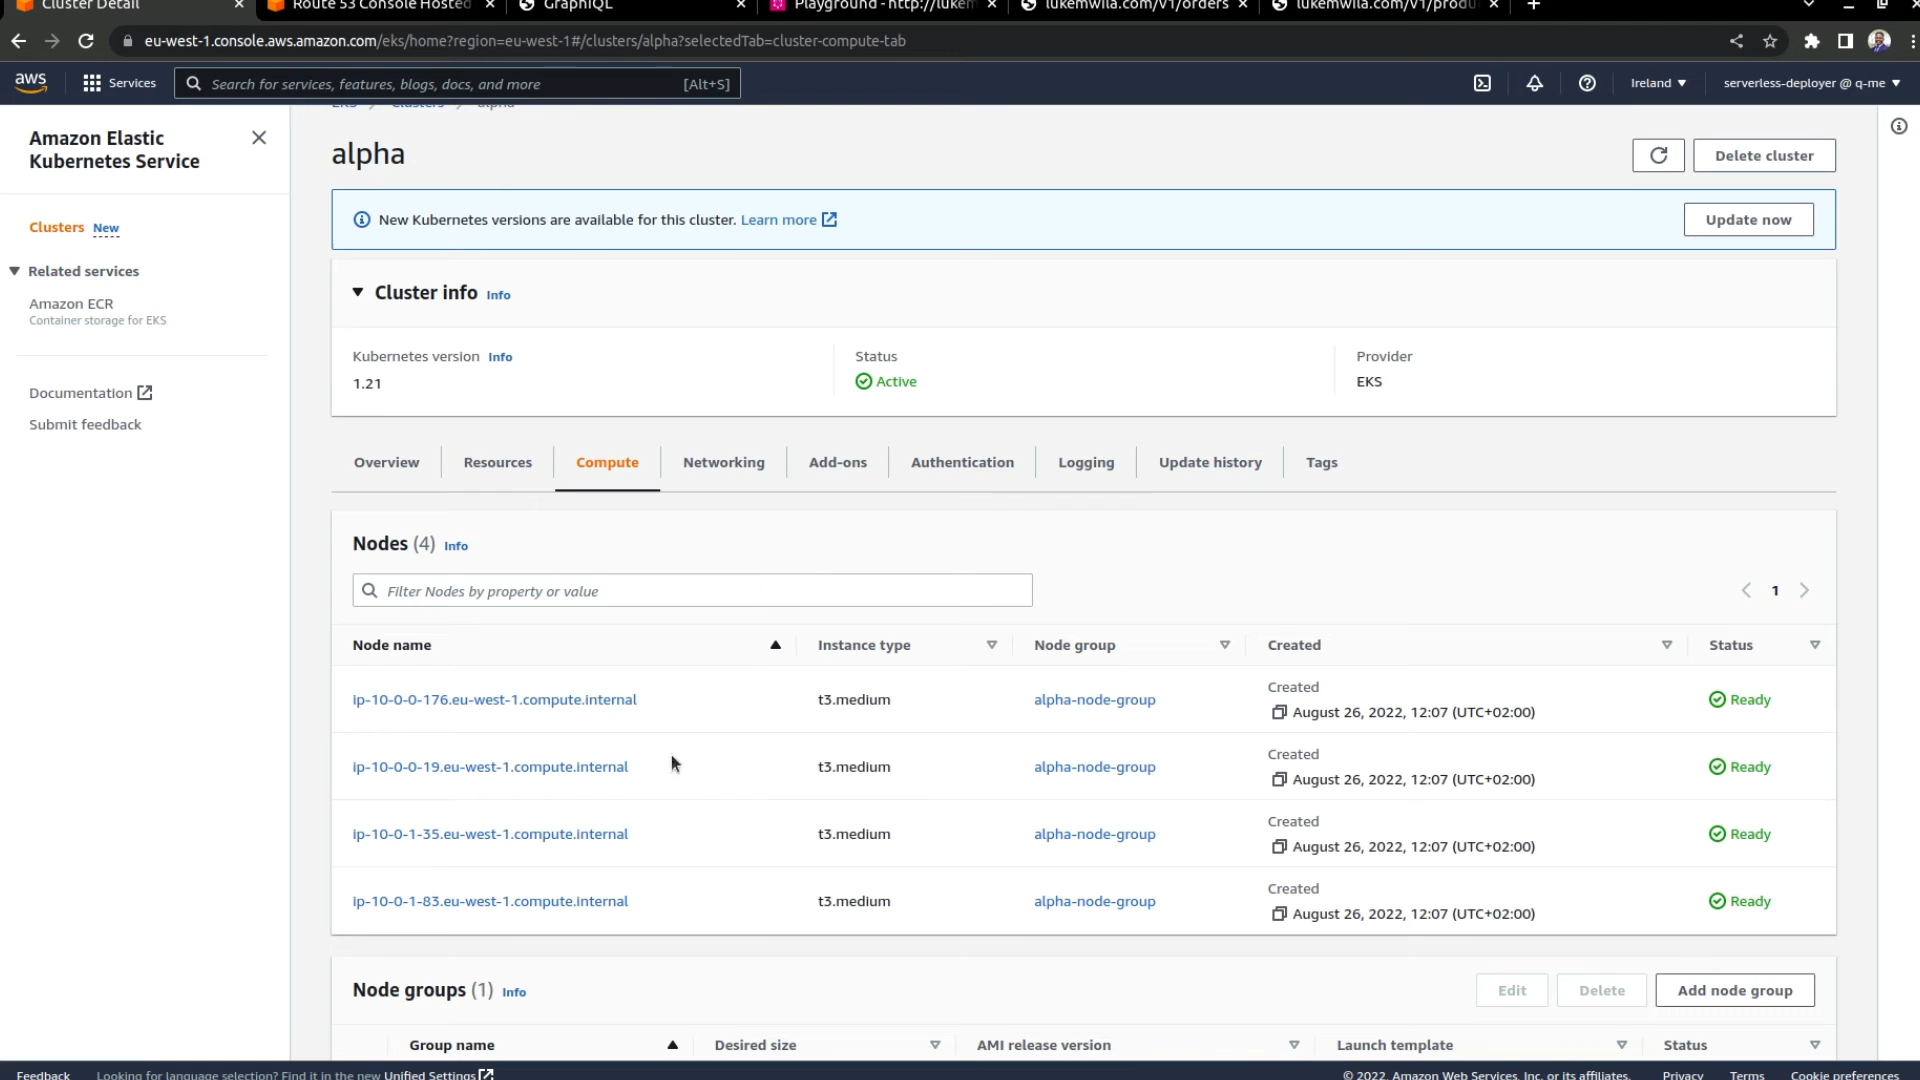 Cluster Detail
Route 53 Console Hosted
GraphiQL
Playground - http://lukem
lukemwila.com/v1/orders
lukemwila.com/v1/produ
eu-west-1.console.aws.amazon.com/eks/home?region=eu-west-1#/clusters/alpha?selectedTab=cluster-compute-tab
aws
Services
Search for services, features, blogs, docs, and more
[Alt+S]
Ireland
serverless-deployer @ q-me
Amazon Elastic
Kubernetes Service
Clusters New
Related services
Amazon ECR
Container storage for EKS
Documentation
Submit feedback
EKS
Clusters
alpha
alpha
Delete cluster
New Kubernetes versions are available for this cluster. Learn more
Update now
Cluster info Info
Kubernetes version Info
1.21
Status
Active
Provider
EKS
Overview
Resources
Compute
Networking
Add-ons
Authentication
Logging
Update history
Tags
Nodes (4) Info
Filter Nodes by property or value
1
Node name
Instance type
Node group
Created
Status
ip-10-0-0-176.eu-west-1.compute.internal
t3.medium
alpha-node-group
Created
August 26, 2022, 12:07 (UTC+02:00)
Ready
ip-10-0-0-19.eu-west-1.compute.internal
t3.medium
alpha-node-group
Created
August 26, 2022, 12:07 (UTC+02:00)
Ready
ip-10-0-1-35.eu-west-1.compute.internal
t3.medium
alpha-node-group
Created
August 26, 2022, 12:07 (UTC+02:00)
Ready
ip-10-0-1-83.eu-west-1.compute.internal
t3.medium
alpha-node-group
Created
August 26, 2022, 12:07 (UTC+02:00)
Ready
Node groups (1) Info
Edit
Delete
Add node group
Group name
Desired size
AMI release version
Launch template
Status
Feedback
Looking for language selection? Find it in the new Unified Settings
© 2022, Amazon Web Services, Inc. or its affiliates.
Privacy
Terms
Cookie preferences